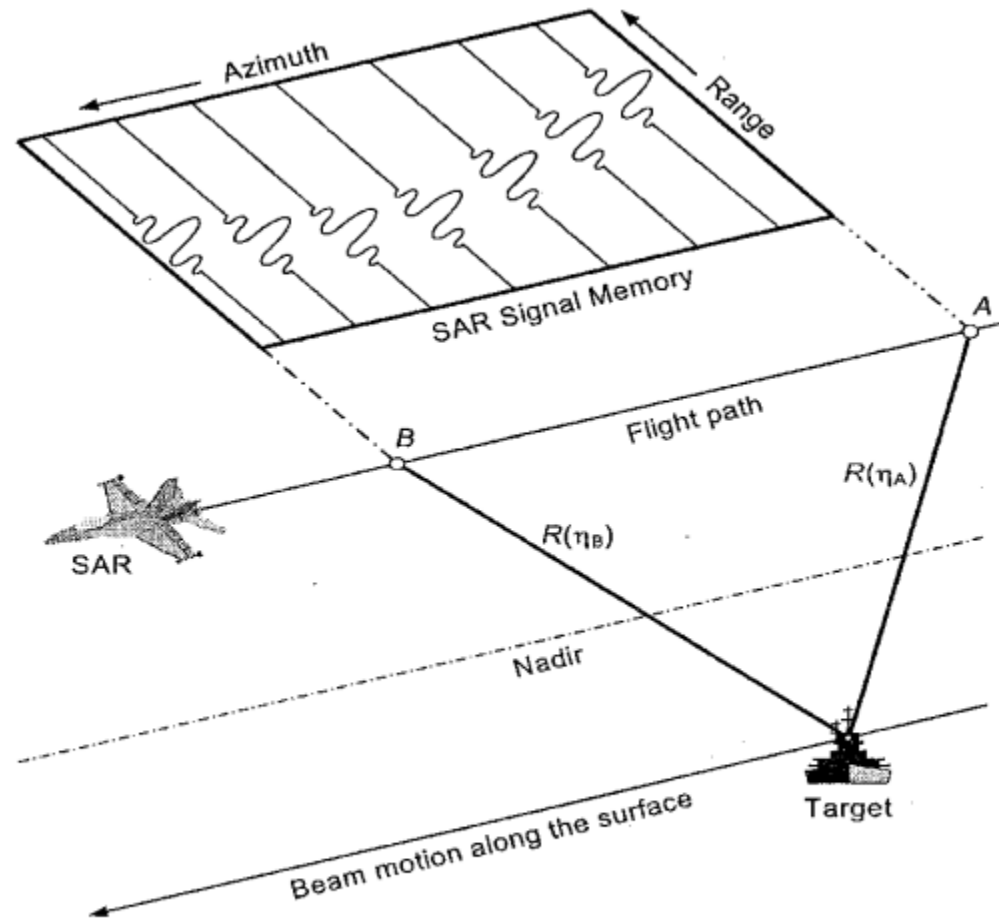 Azimuth
Range
SAR Signal Memory
A
Flight path
B
R(ηA)
R(ηB)
SAR
Nadir
Target
Beam motion along the surface